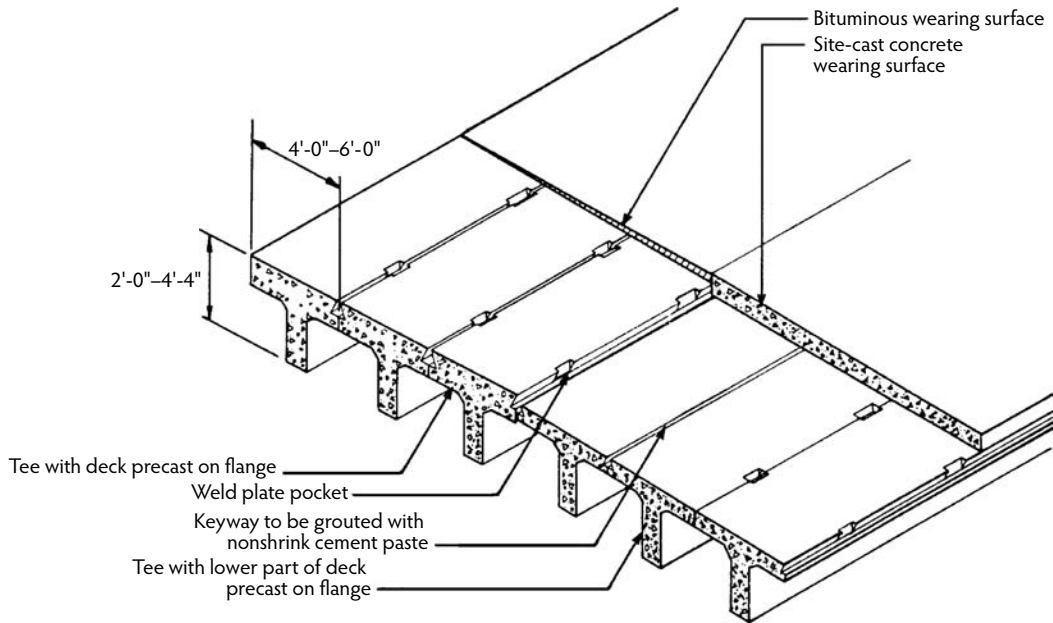 Bituminous wearing surface
Site-cast concrete
wearing surface
4'-0"–6'-0"
2'-0"–4'-4"
Tee with deck precast on flange
Weld plate pocket
Keyway to be grouted with
nonshrink cement paste
Tee with lower part of deck
precast on flange